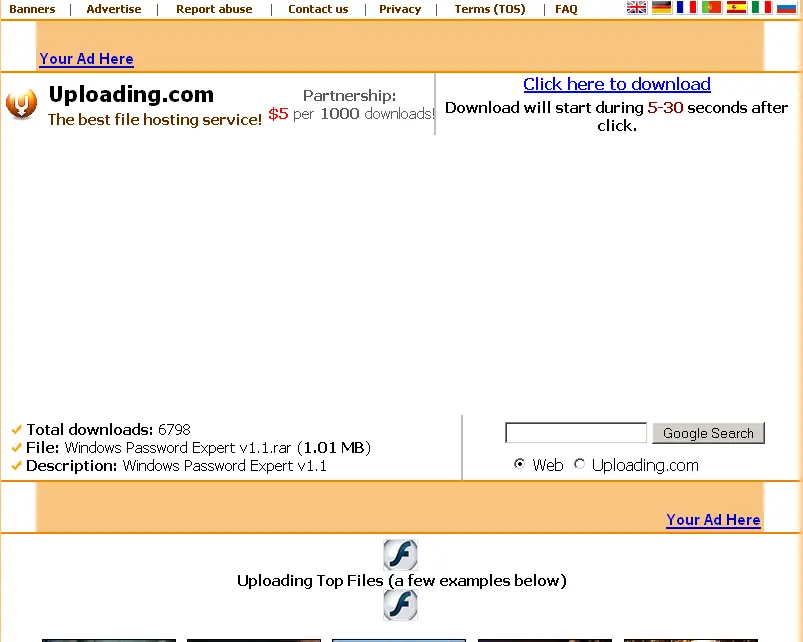 Banners | Advertise | Report abuse | Contact us | Privacy | Terms (TOS) | FAQ
Your Ad Here
Uploading.com
The best file hosting service!
Partnership:
$5 per 1000 downloads!
Click here to download
Download will start during 5-30 seconds after
click.
Total downloads: 6798
File: Windows Password Expert v1.1.rar (1.01 MB)
Description: Windows Password Expert v1.1
Google Search
Web Uploading.com
Your Ad Here
Uploading Top Files (a few examples below)